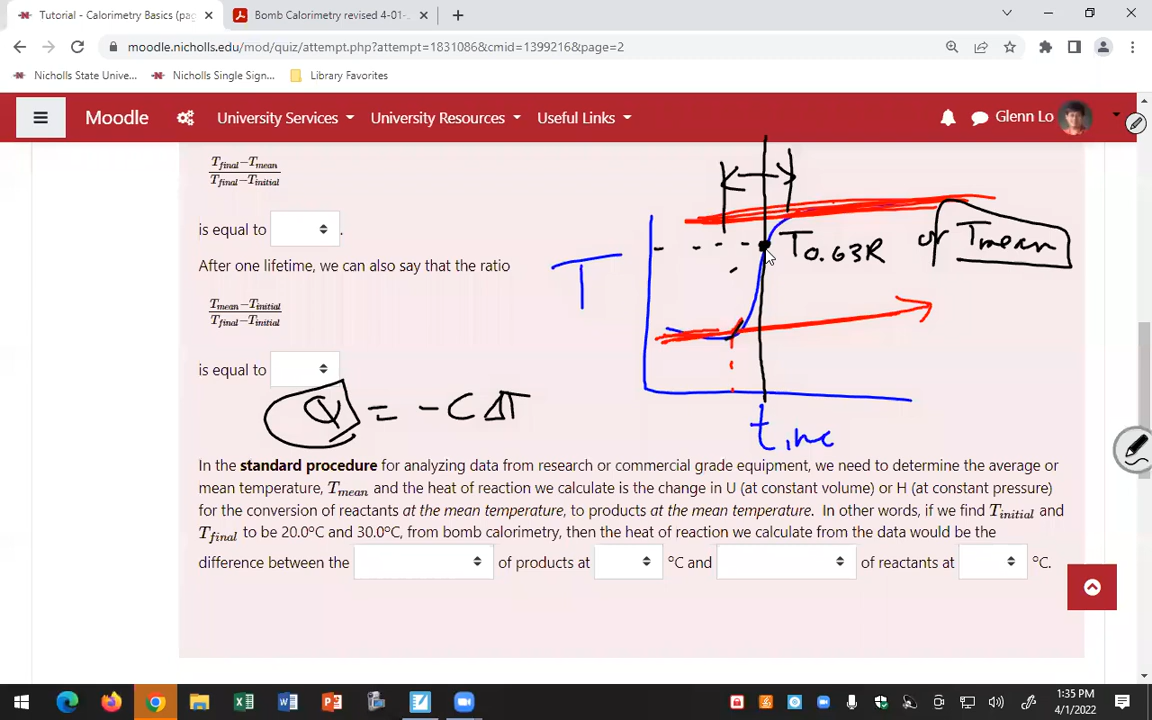 Tutorial - Calorimetry Basics (pag
Bomb Calorimetry revised 4-01-
moodle.nicholls.edu/mod/quiz/attempt.php?attempt=1831086&cmid=1399216&page=2
Nicholls State Unive...
Nicholls Single Sign...
Library Favorites
Moodle
University Services
University Resources
Useful Links
Glenn Lo
T_final−T_mean
T_final−T_initial
is equal to .
After one lifetime, we can also say that the ratio
T_mean−T_initial
T_final−T_initial
is equal to
T
T0.63R or Tmean
time
= -CΔT
In the standard procedure for analyzing data from research or commercial grade equipment, we need to determine the average or
mean temperature, T_mean and the heat of reaction we calculate is the change in U (at constant volume) or H (at constant pressure)
for the conversion of reactants at the mean temperature, to products at the mean temperature. In other words, if we find T_initial and
T_final to be 20.0°C and 30.0°C, from bomb calorimetry, then the heat of reaction we calculate from the data would be the
difference between the of products at °C and of reactants at °C.
1:35 PM
4/1/2022